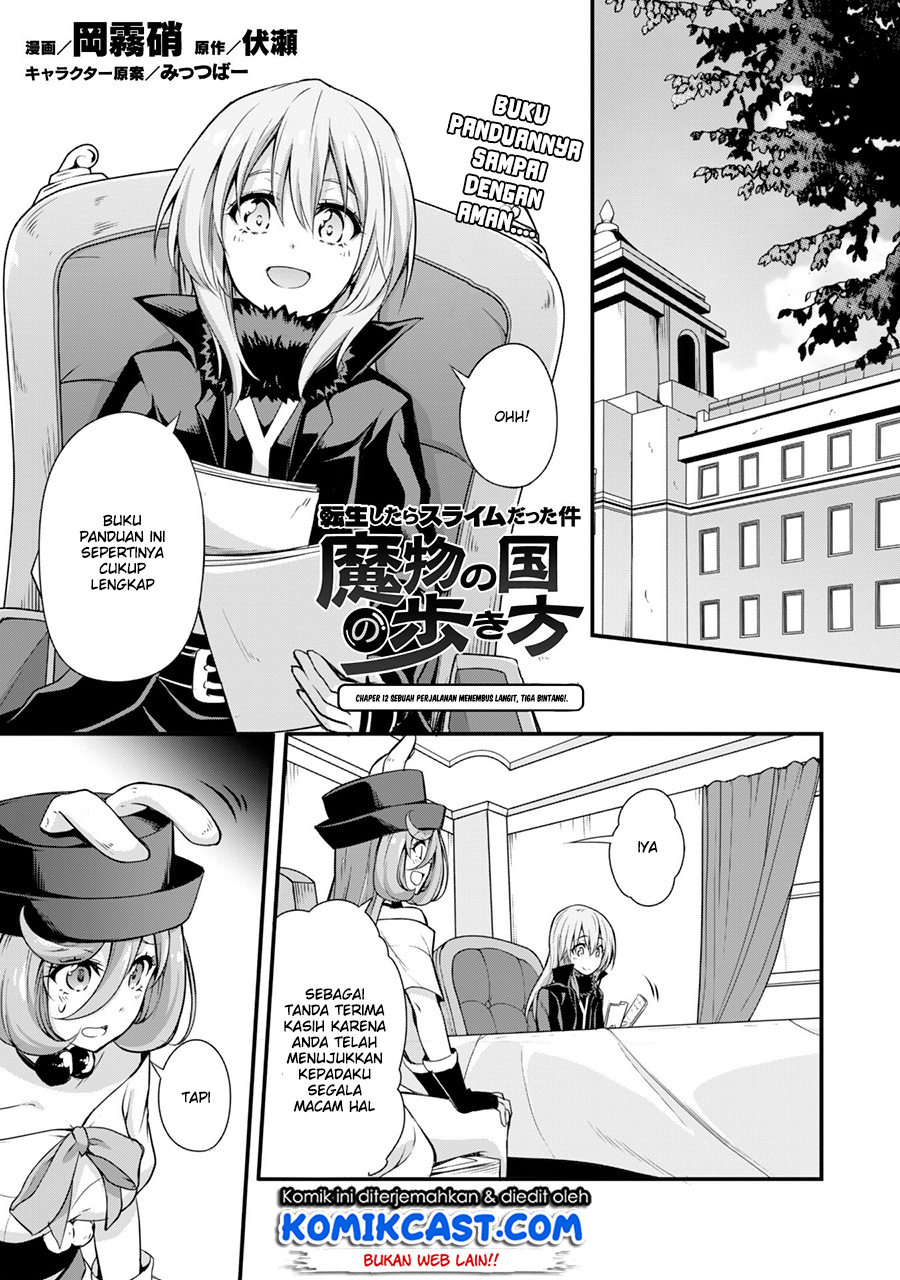 漫画／岡霧硝 原作／伏瀬
キャラクター原案／みっつばー
BUKU
PANDUANNYA
SAMPAI
DENGAN
AMAN....
OHH!
BUKU
PANDUAN INI
SEPERTINYA
CUKUP
LENGKAP
転生したらスライムだった件
魔物の国
の歩き方
CHAPER 12 SEBUAH PERJALANAN MENEMBUS LANGIT, TIGA BINTANG!.
IYA
SEBAGAI
TANDA TERIMA
KASIH KARENA
ANDA TELAH
MENUJUKKAN
KEPADAKU
SEGALA
MACAM HAL
TAPI
Komik ini diterjemahkan & diedit oleh
KOMIKCAST.COM
BUKAN WEB LAIN!!